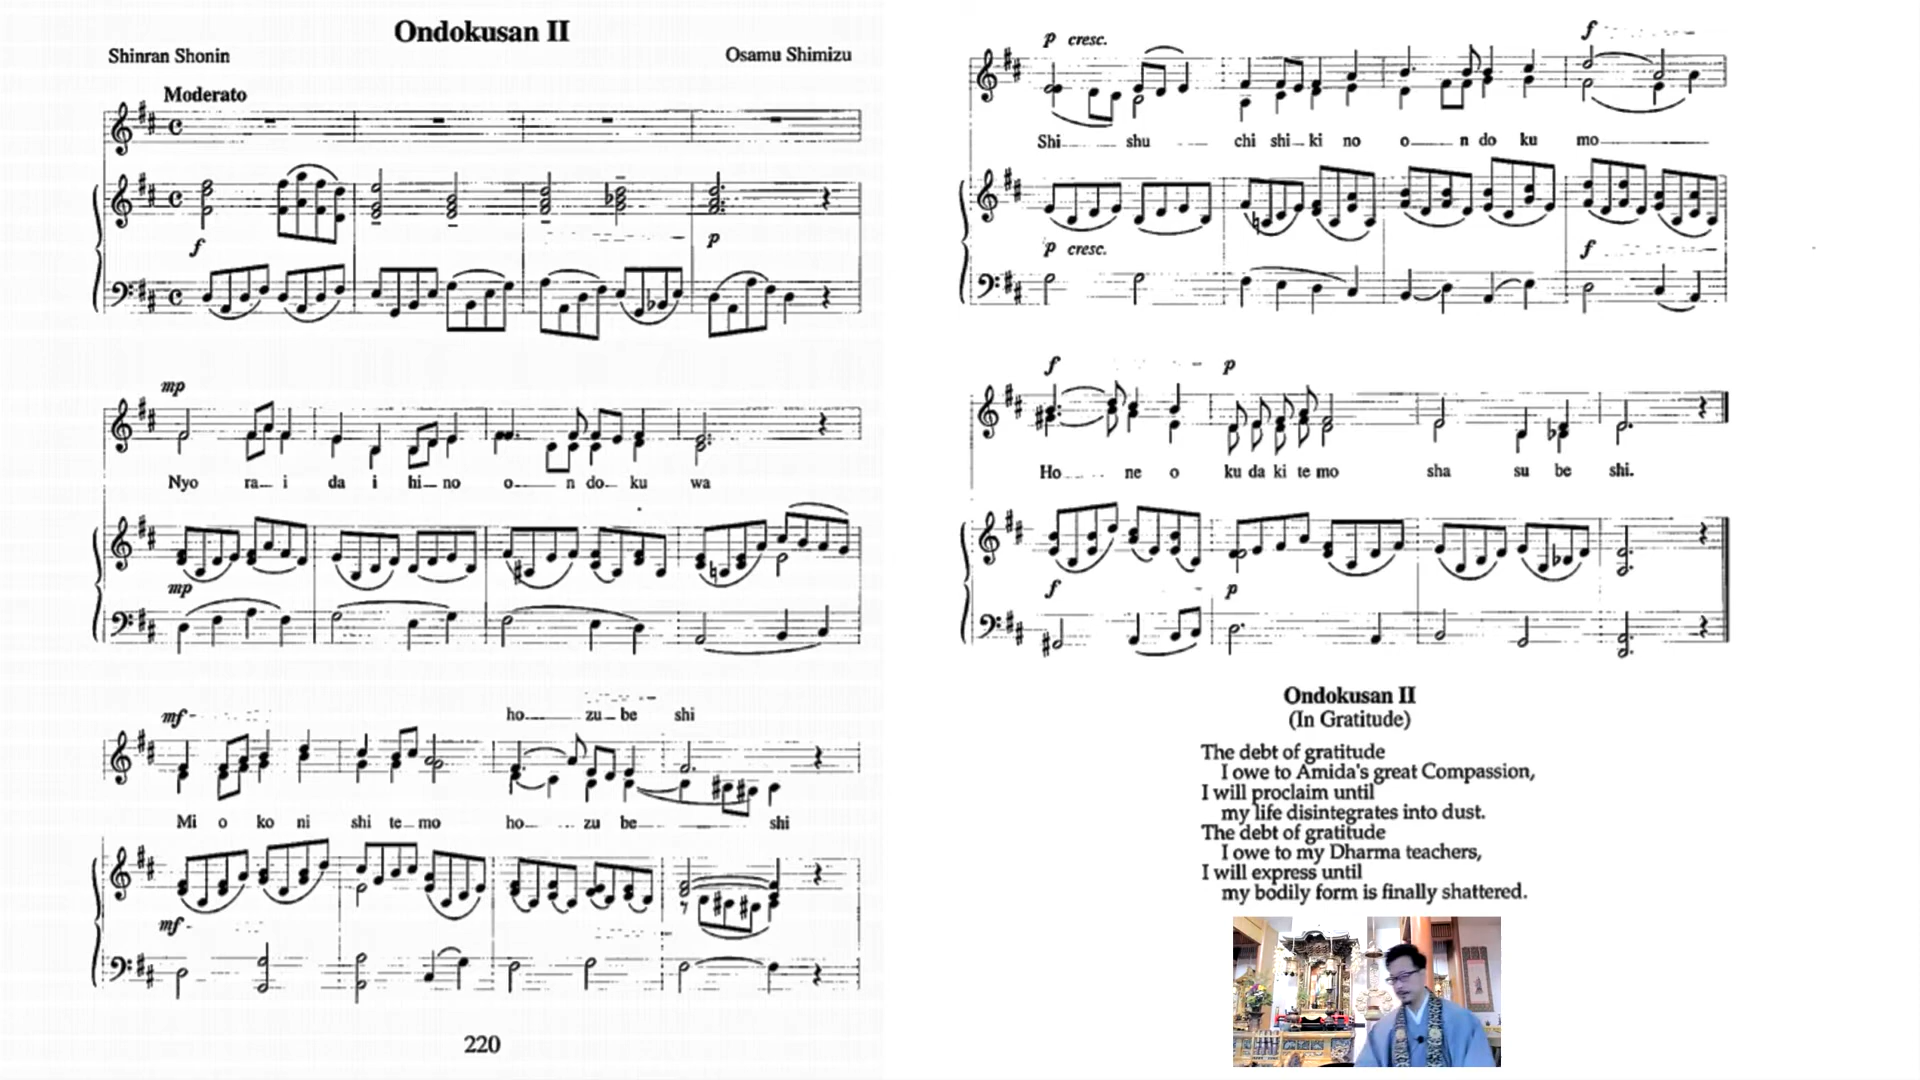 Ondokusan II
Shinran Shonin
Osamu Shimizu
Moderato
f
p
mp
Nyo ra i da i hi no o n do ku wa
mp
mf
ho zu be shi
Mi o ko ni shi te mo ho zu be shi
mf
220
p cresc.
f
Shi shu chi shi ki no o n do ku mo
p cresc.
f
f
p
Ho ne o ku da ki te mo sha su be shi.
f
p
Ondokusan II
(In Gratitude)
The debt of gratitude
I owe to Amida's great Compassion,
I will proclaim until
my life disintegrates into dust.
The debt of gratitude
I owe to my Dharma teachers,
I will express until
my bodily form is finally shattered.